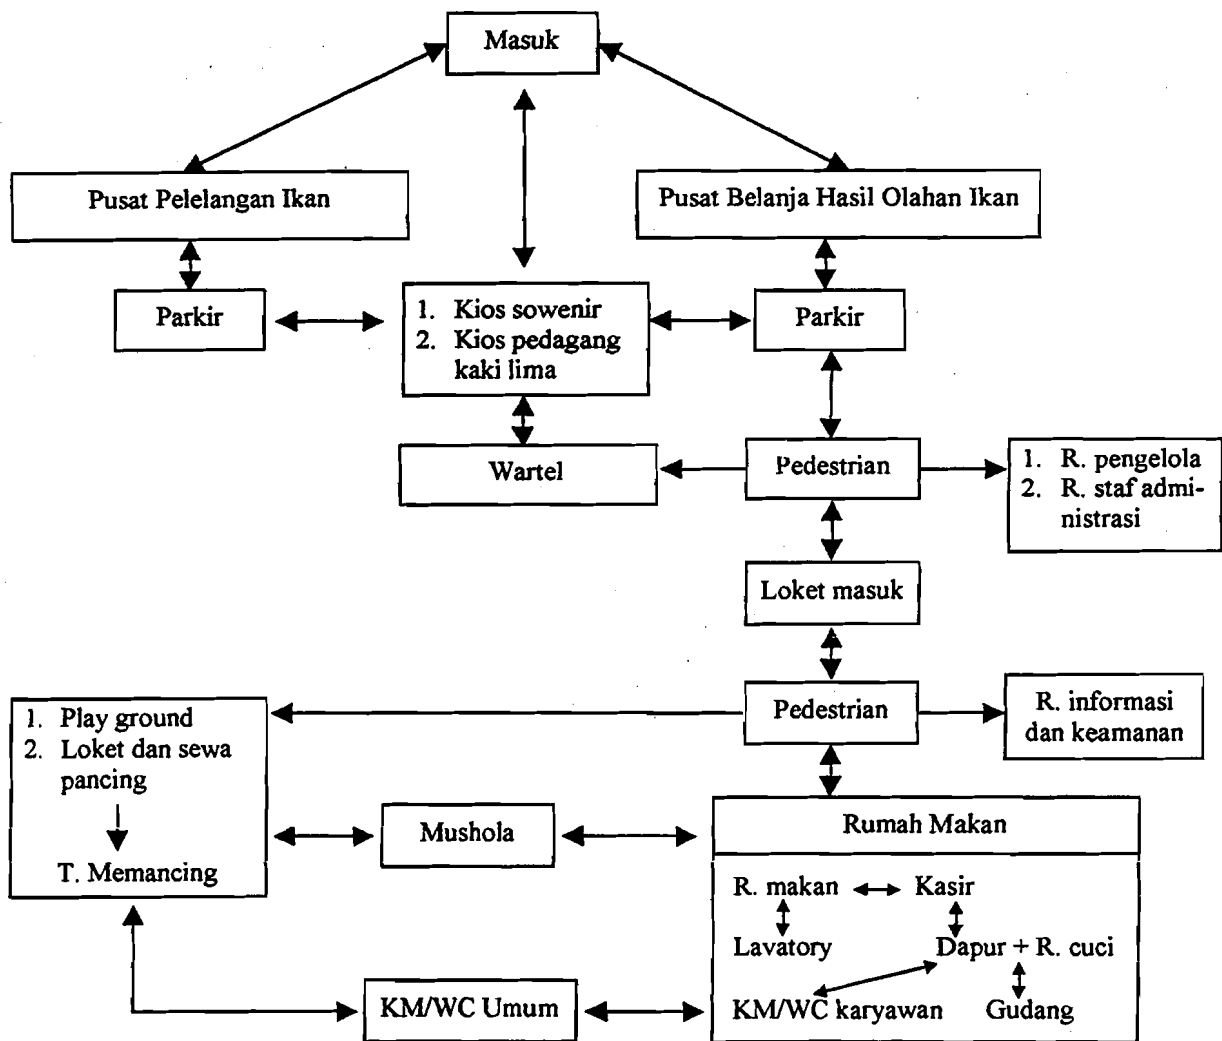 Masuk
Pusat Pelelangan Ikan
Pusat Belanja Hasil Olahan Ikan
Parkir
1. Kios sowenir
2. Kios pedagang
kaki lima
Parkir
Wartel
Pedestrian
1. R. pengelola
2. R. staf admi-
nistrasi
Loket masuk
Pedestrian
R. informasi
dan keamanan
1. Play ground
2. Loket dan sewa
pancing
T. Memancing
Mushola
Rumah Makan
R. makan
Kasir
Lavatory
Dapur + R. cuci
KM/WC karyawan
Gudang
KM/WC Umum